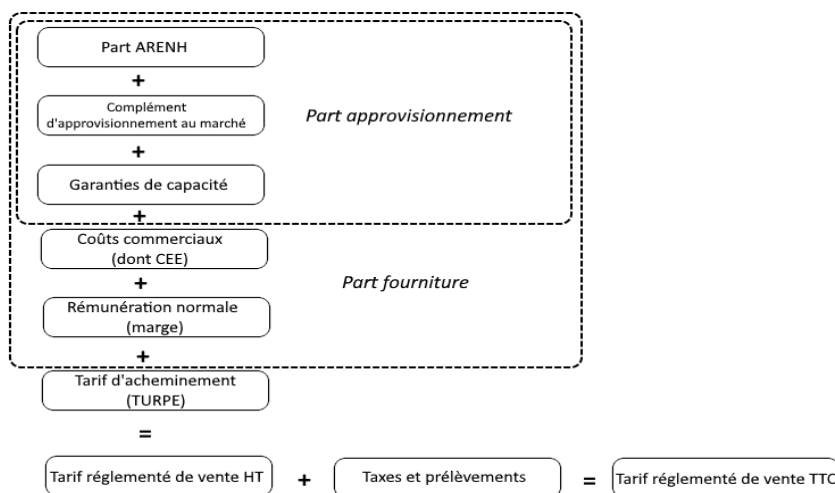 Part ARENH
+
Complément
d'approvisionnement au marché
Part approvisionnement
+
Garanties de capacité
+
Coûts commerciaux
(dont CEE)
+
Part fourniture
Rémunération normale
(marge)
+
Tarif d'acheminement
(TURPE)
=
Tarif réglementé de vente HT + Taxes et prélèvements = Tarif réglementé de vente TTC